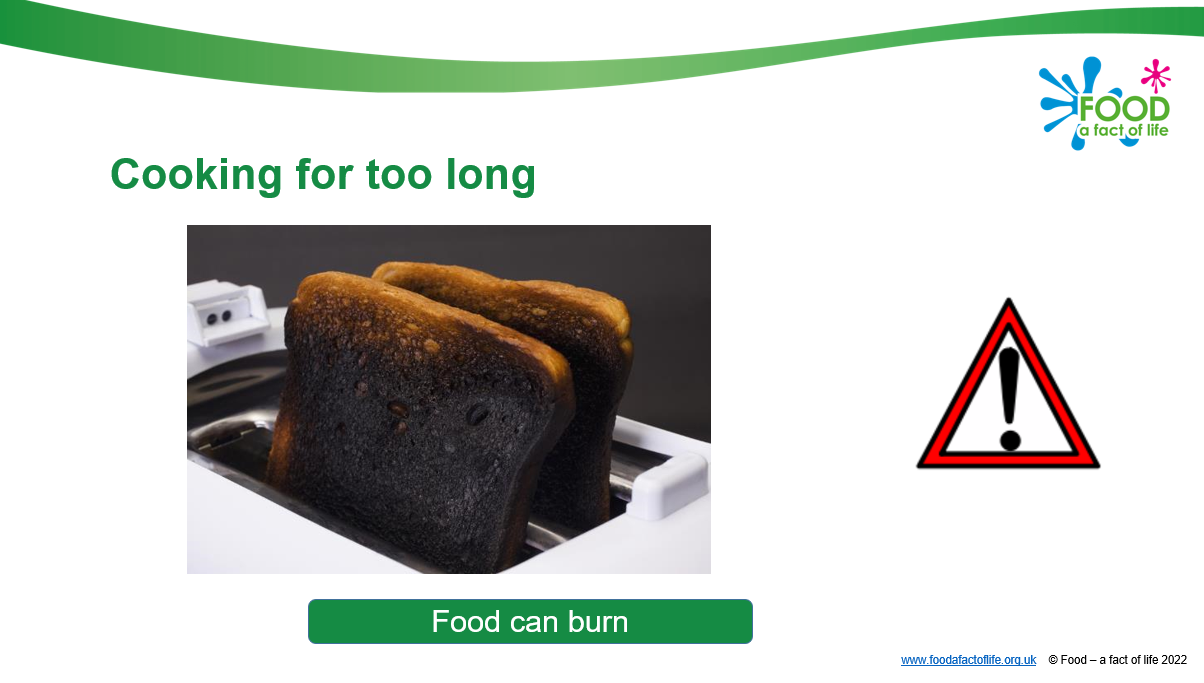 FOOD
a fact of life
Cooking for too long
Food can burn
www.foodafactoflife.org.uk © Food – a fact of life 2022